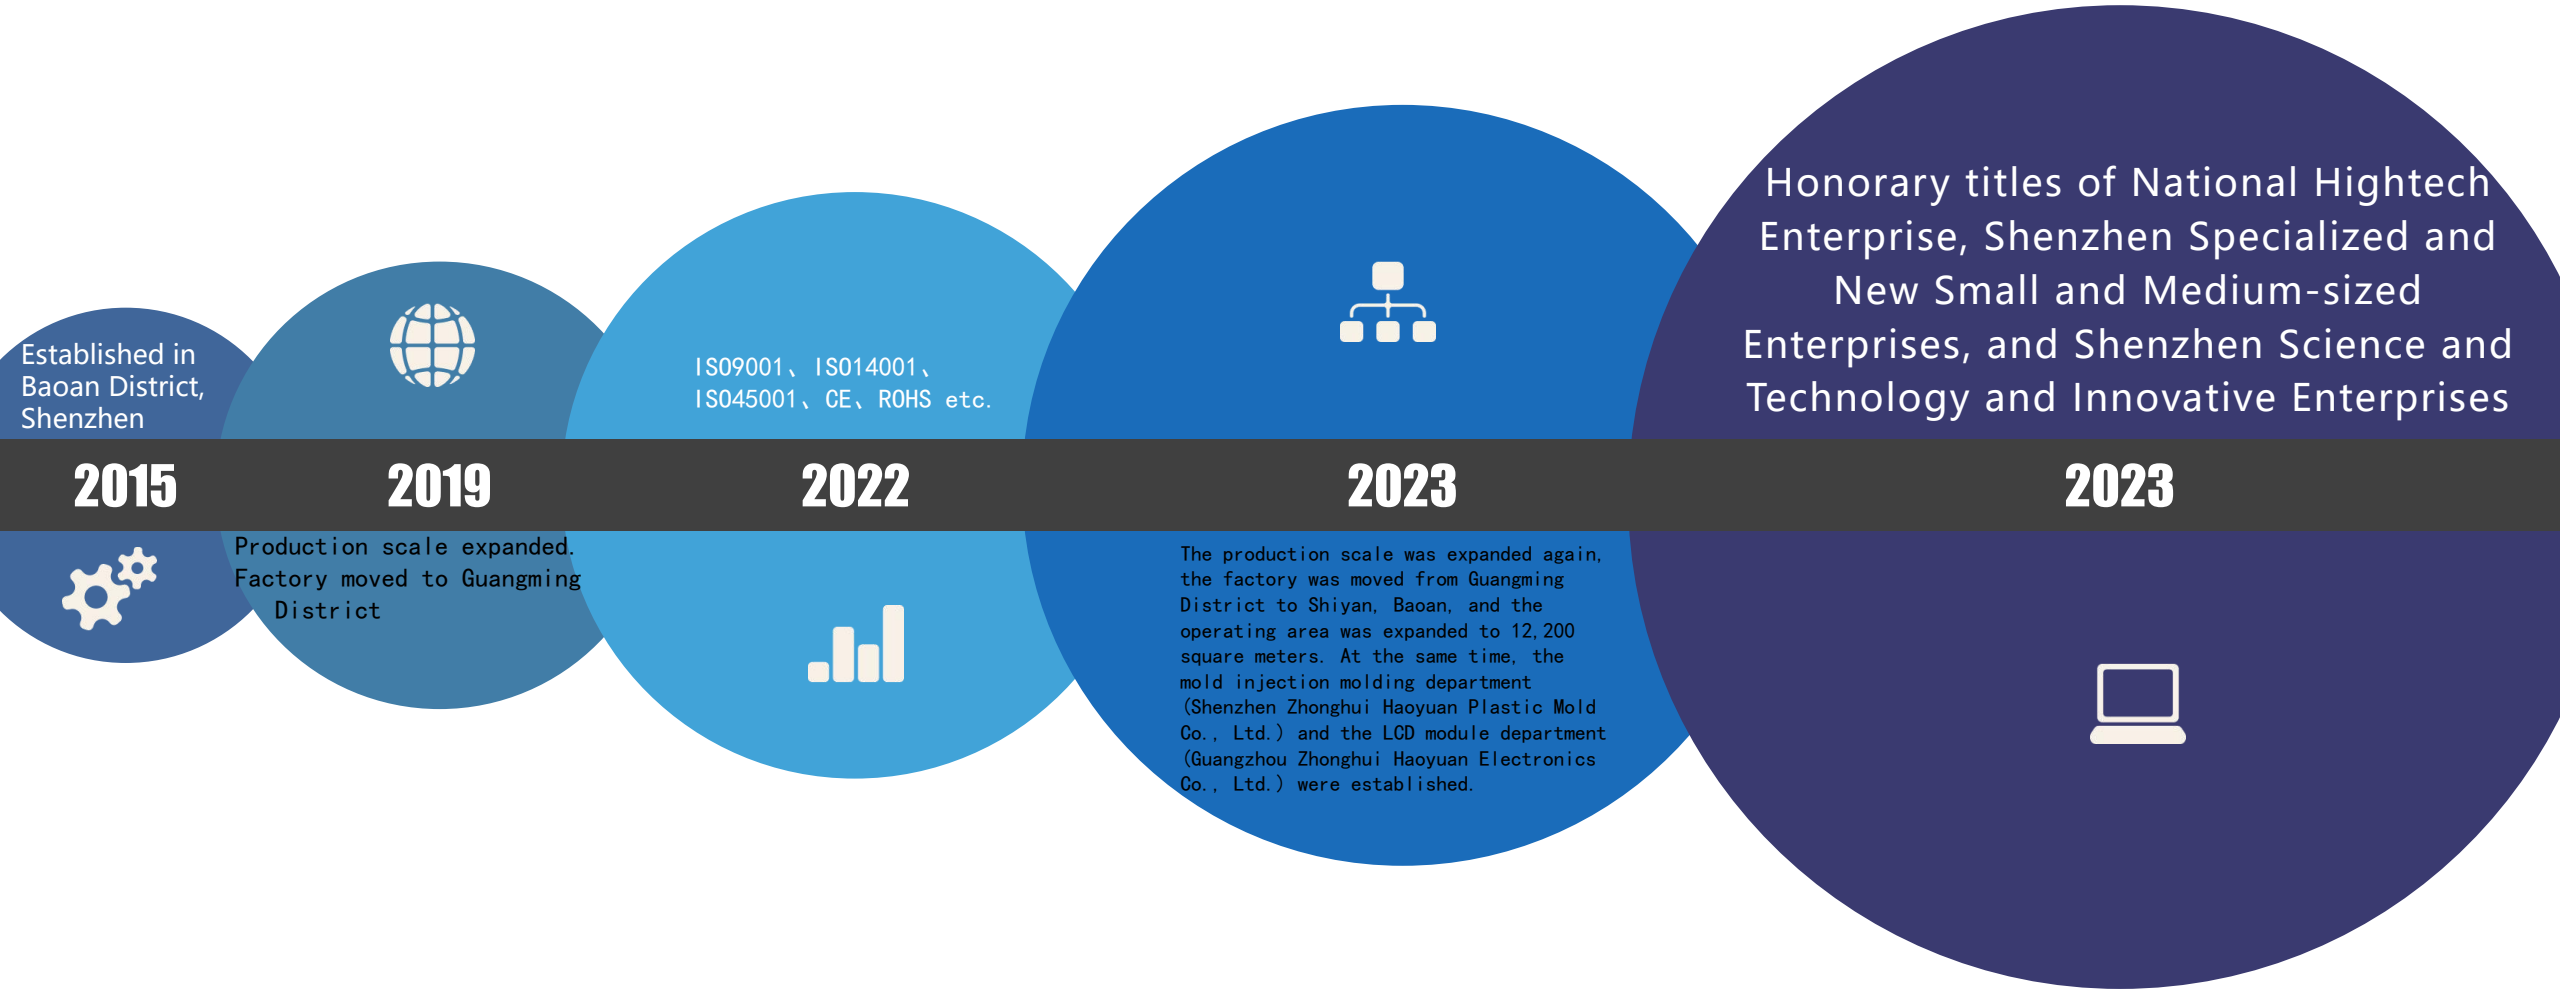 Established in
Baoan District,
Shenzhen
2015
2019
Production scale expanded.
Factory moved to Guangming
District
ISO9001、ISO14001、
ISO45001、CE、ROHS etc.
2022
2023
The production scale was expanded again,
the factory was moved from Guangming
District to Shiyan, Baoan, and the
operating area was expanded to 12,200
square meters. At the same time, the
mold injection molding department
(Shenzhen Zhonghui Haoyuan Plastic Mold
Co., Ltd.) and the LCD module department
(Guangzhou Zhonghui Haoyuan Electronics
Co., Ltd.) were established.
Honorary titles of National Hightech
Enterprise, Shenzhen Specialized and
New Small and Medium-sized
Enterprises, and Shenzhen Science and
Technology and Innovative Enterprises
2023